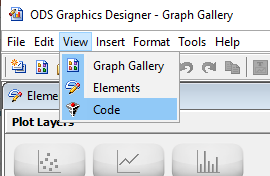 ODS Graphics Designer - Graph Gallery
File Edit View Insert Format Tools Help
Graph Gallery
Elements
Code
Eleme
Plot Layers